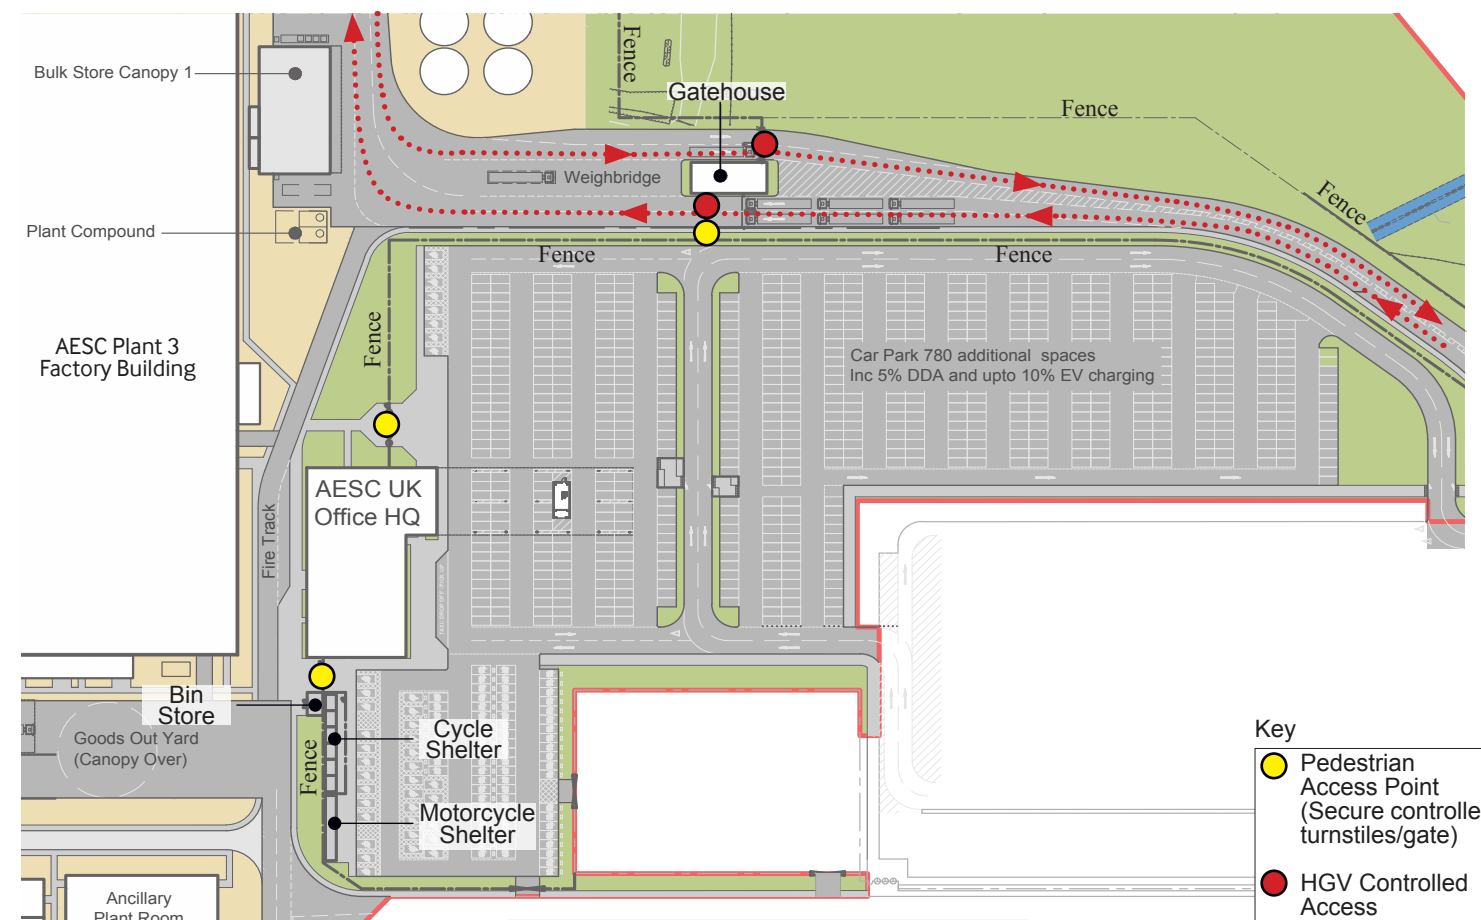 Bulk Store Canopy 1
Fence
Gatehouse
Fence
Weighbridge
Fence
Plant Compound
Fence
Fence
Fence
AESC Plant 3
Factory Building
Car Park 780 additional spaces
Inc 5% DDA and upto 10% EV charging
AESC UK
Office HQ
Fire Track
Bin
Store
Goods Out Yard
(Canopy Over)
Fence
Cycle
Shelter
Motorcycle
Shelter
Ancillary
Plant Room
Key
Pedestrian
Access Point
(Secure controlle
turnstiles/gate)
HGV Controlled
Access